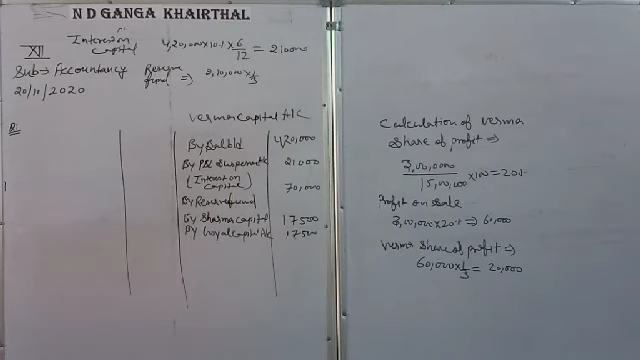 N D GANGA KHAIRTHAL
XII Interest on Capital 4,20,000×10%×6/12 = 21000
Sub→ Accountancy Reserve fund ⇒ 2,10,000×1/3
20/10/2020
Verma Capital A/c
By Bal b/d 4,20,000
By P&L Suspense A/c 21000
(Interest on Capital)
By Reserve fund 70,000
By Sharma Capital 17500
By Goyal Capital A/c 17500
Calculation of Verma
Share of profit ⇒
3,00,000/15,00,000 ×100 = 20%
Profit on Sale
3,00,000×20% ⇒ 60,000
Verma Share of profit ⇒
60,000×1/3 = 20,000